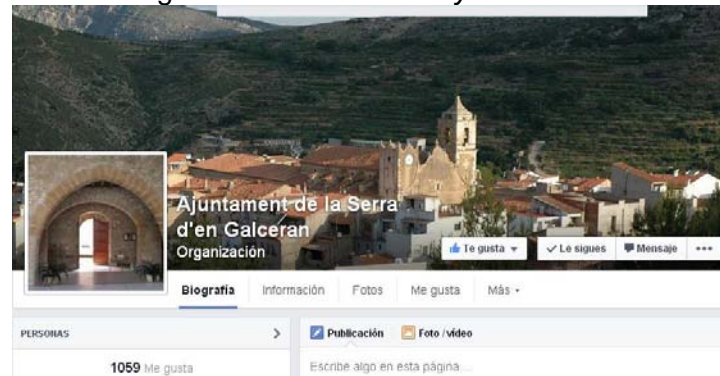 Ajuntament de la Serra
d'en Galceran
Organización
Te gusta
Le sigues
Mensaje
Biografía Información Fotos Me gusta Más
PERSONAS
Publicación Foto / vídeo
1059 Me gusta
Escribe algo en esta página...